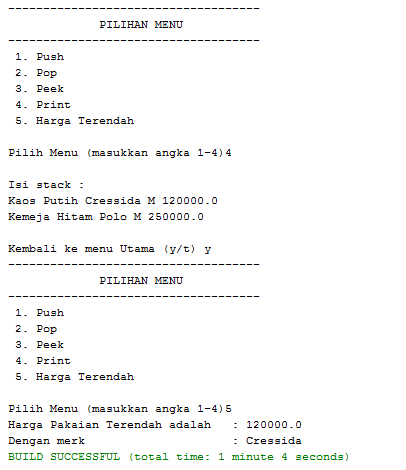 ------------------------------------
PILIHAN MENU
------------------------------------
1. Push
2. Pop
3. Peek
4. Print
5. Harga Terendah
Pilih Menu (masukkan angka 1-4)4
Isi stack :
Kaos Putih Cressida M 120000.0
Kemeja Hitam Polo M 250000.0
Kembali ke menu Utama (y/t) y
------------------------------------
PILIHAN MENU
------------------------------------
1. Push
2. Pop
3. Peek
4. Print
5. Harga Terendah
Pilih Menu (masukkan angka 1-4)5
Harga Pakaian Terendah adalah   : 120000.0
Dengan merk                     : Cressida
BUILD SUCCESSFUL (total time: 1 minute 4 seconds)